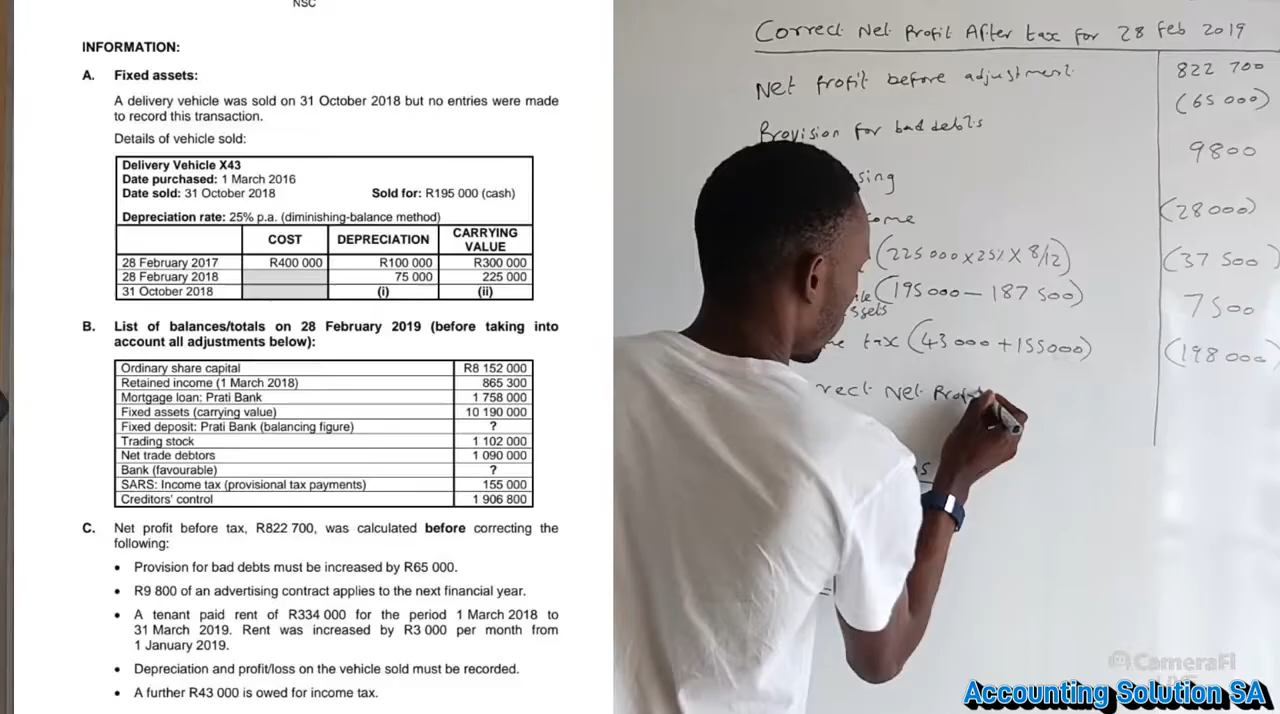 NSC
INFORMATION:
A. Fixed assets:
A delivery vehicle was sold on 31 October 2018 but no entries were made
to record this transaction.
Details of vehicle sold:
Delivery Vehicle X43
Date purchased: 1 March 2016
Date sold: 31 October 2018 Sold for: R195 000 (cash)
Depreciation rate: 25% p.a. (diminishing-balance method)
COST DEPRECIATION CARRYING VALUE
28 February 2017 R400 000 R100 000 R300 000
28 February 2018 75 000 225 000
31 October 2018 (i) (ii)
B. List of balances/totals on 28 February 2019 (before taking into
account all adjustments below):
Ordinary share capital R8 152 000
Retained income (1 March 2018) 865 300
Mortgage loan: Prati Bank 1 758 000
Fixed assets (carrying value) 10 190 000
Fixed deposit: Prati Bank (balancing figure) ?
Trading stock 1 102 000
Net trade debtors 1 090 000
Bank (favourable) ?
SARS: Income tax (provisional tax payments) 155 000
Creditors' control 1 906 800
C. Net profit before tax, R822 700, was calculated before correcting the
following:
• Provision for bad debts must be increased by R65 000.
• R9 800 of an advertising contract applies to the next financial year.
• A tenant paid rent of R334 000 for the period 1 March 2018 to
31 March 2019. Rent was increased by R3 000 per month from
1 January 2019.
• Depreciation and profit/loss on the vehicle sold must be recorded.
• A further R43 000 is owed for income tax.
Correct Net Profit After tax for 28 Feb 2019
Net profit before adjustment 822 700
Provision for bad debts (65 000)
sing 9800
ome (28 000)
(225 000 x 25% x 8/12) (37 500)
(195 000 - 187 500) 7500
sets
tax (43 000 + 155 000) (198 000)
rect Net Profit
CameraFi
Accounting Solution SA